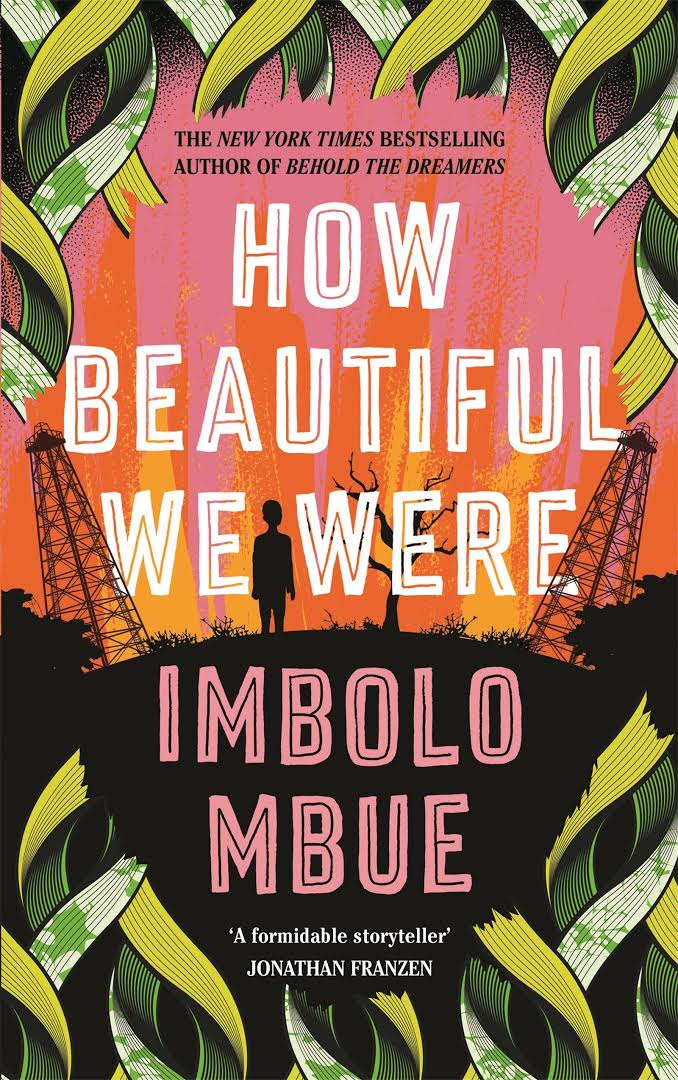 THE NEW YORK TIMES BESTSELLING
AUTHOR OF BEHOLD THE DREAMERS
HOW
BEAUTIFUL
WE WERE
IMBOLO
MBUE
‘A formidable storyteller’
JONATHAN FRANZEN